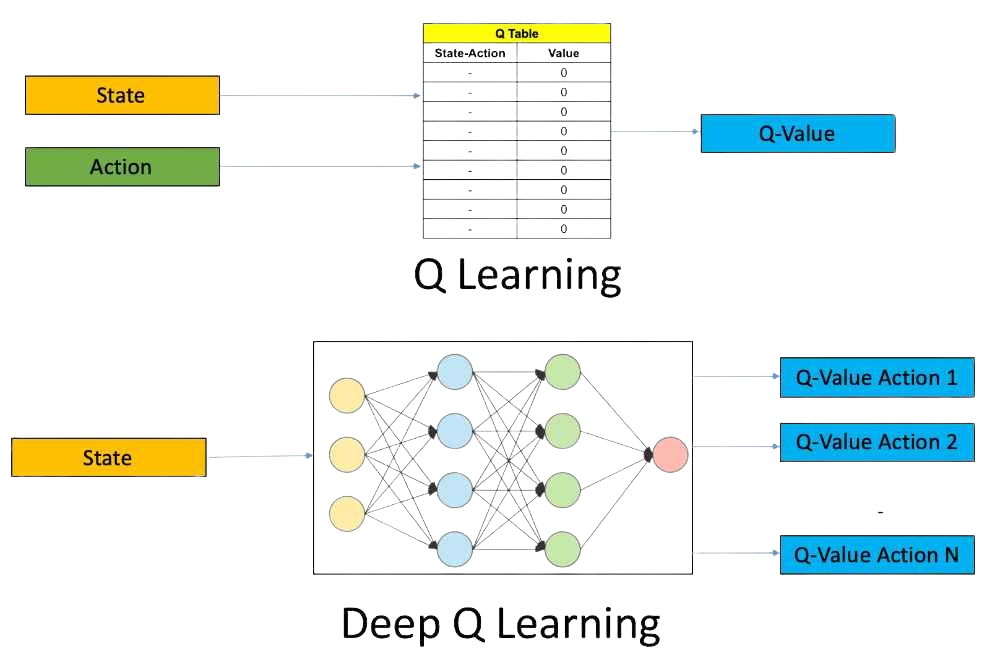 Q Table
State-Action Value
- 0
- 0
- 0
- 0
- 0
- 0
- 0
- 0
- 0
State
Action
Q-Value
Q Learning
State
Q-Value Action 1
Q-Value Action 2
-
Q-Value Action N
Deep Q Learning